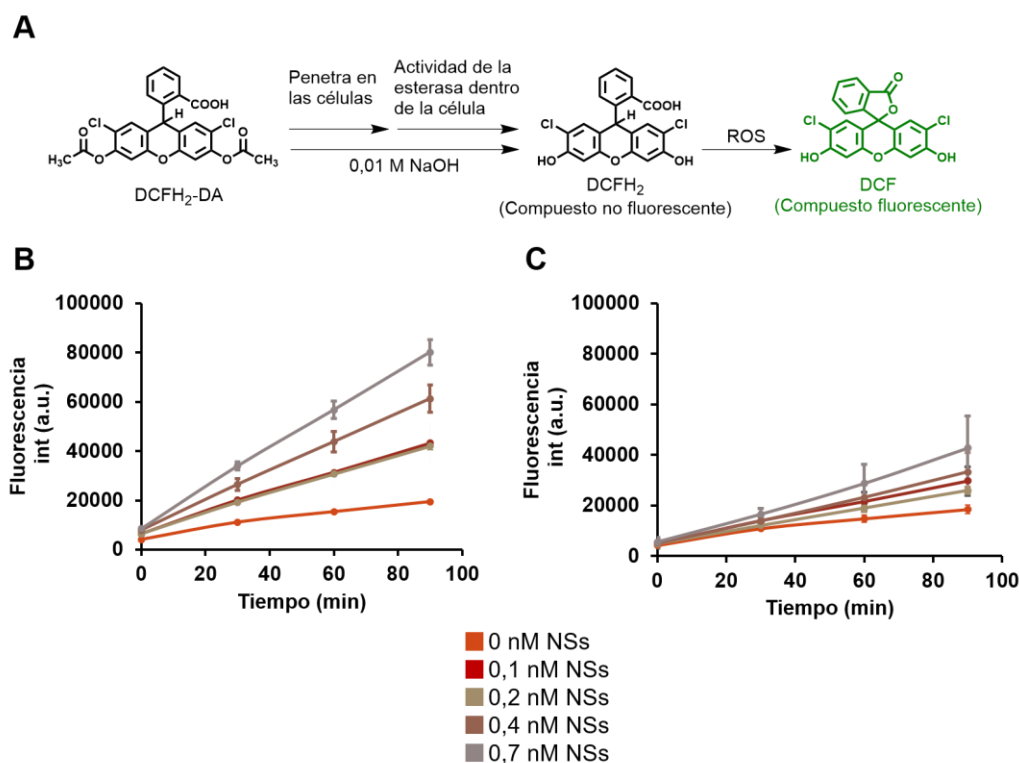 A
Penetra en
las células
Actividad de la
esterasa dentro
de la célula
0,01 M NaOH
COOH
H
Cl
Cl
O
O
H₃C
O
O
O
CH₃
DCFH₂-DA
COOH
H
Cl
Cl
HO
O
OH
DCFH₂
(Compuesto no fluorescente)
ROS
O
O
Cl
Cl
HO
O
OH
DCF
(Compuesto fluorescente)
B
Fluorescencia
int (a.u.)
100000
80000
60000
40000
20000
0
0 20 40 60 80 100
Tiempo (min)
C
Fluorescencia
int (a.u.)
100000
80000
60000
40000
20000
0
0 20 40 60 80 100
Tiempo (min)
0 nM NSs
0,1 nM NSs
0,2 nM NSs
0,4 nM NSs
0,7 nM NSs